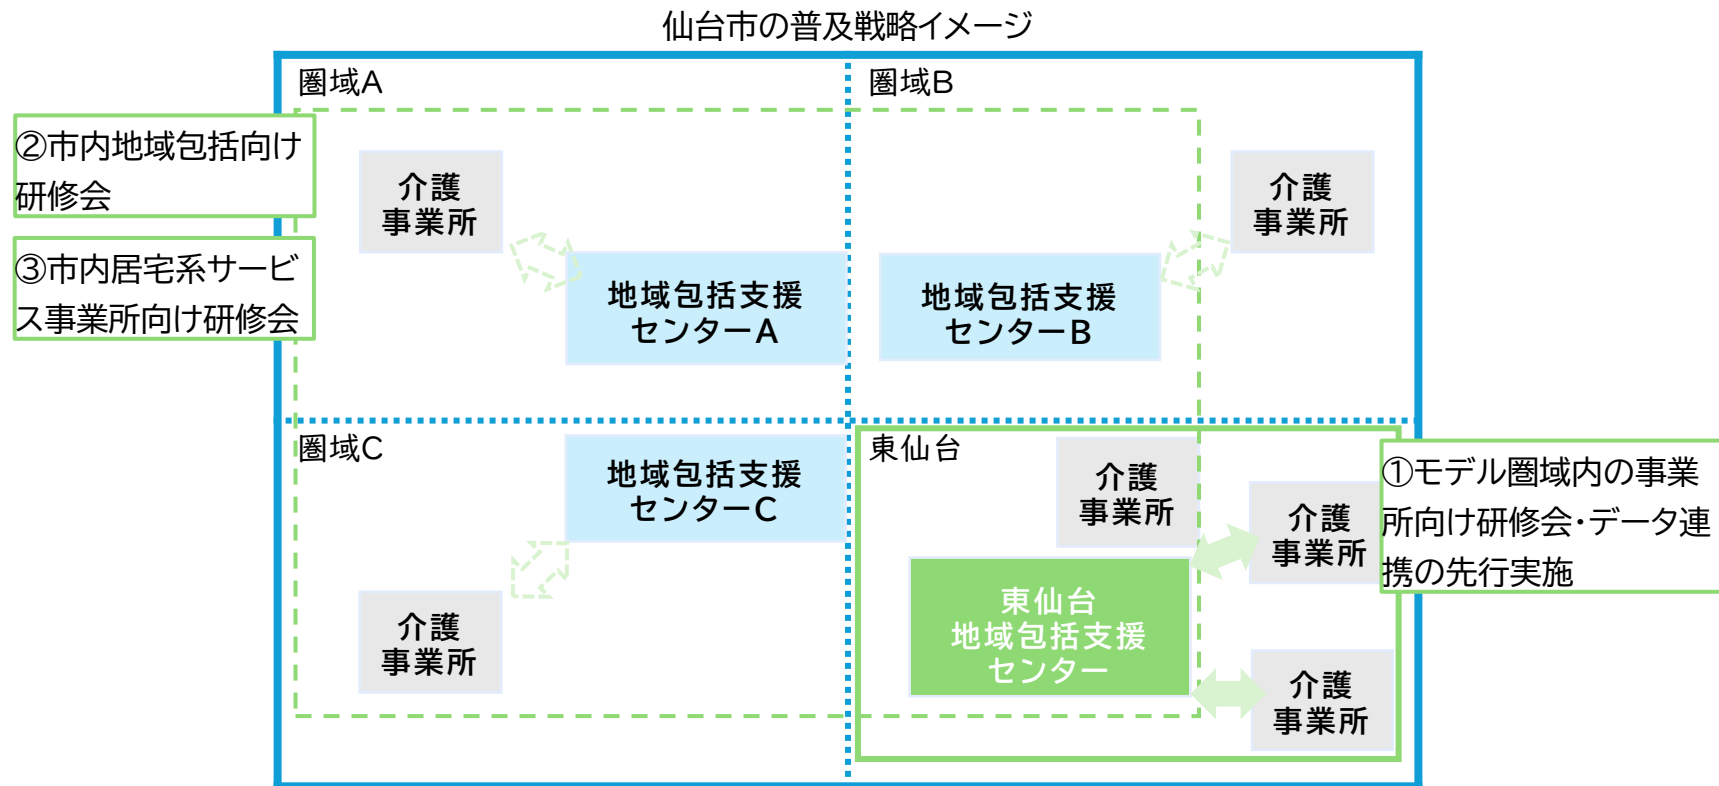 仙台市の普及戦略イメージ
圏域A
圏域B
②市内地域包括向け
研修会
③市内居宅系サービ
ス事業所向け研修会
介護
事業所
地域包括支援
センターA
介護
事業所
地域包括支援
センターB
圏域C
地域包括支援
センターC
介護
事業所
東仙台
介護
事業所
介護
事業所
東仙台
地域包括支援
センター
介護
事業所
①モデル圏域内の事業
所向け研修会・データ連
携の先行実施